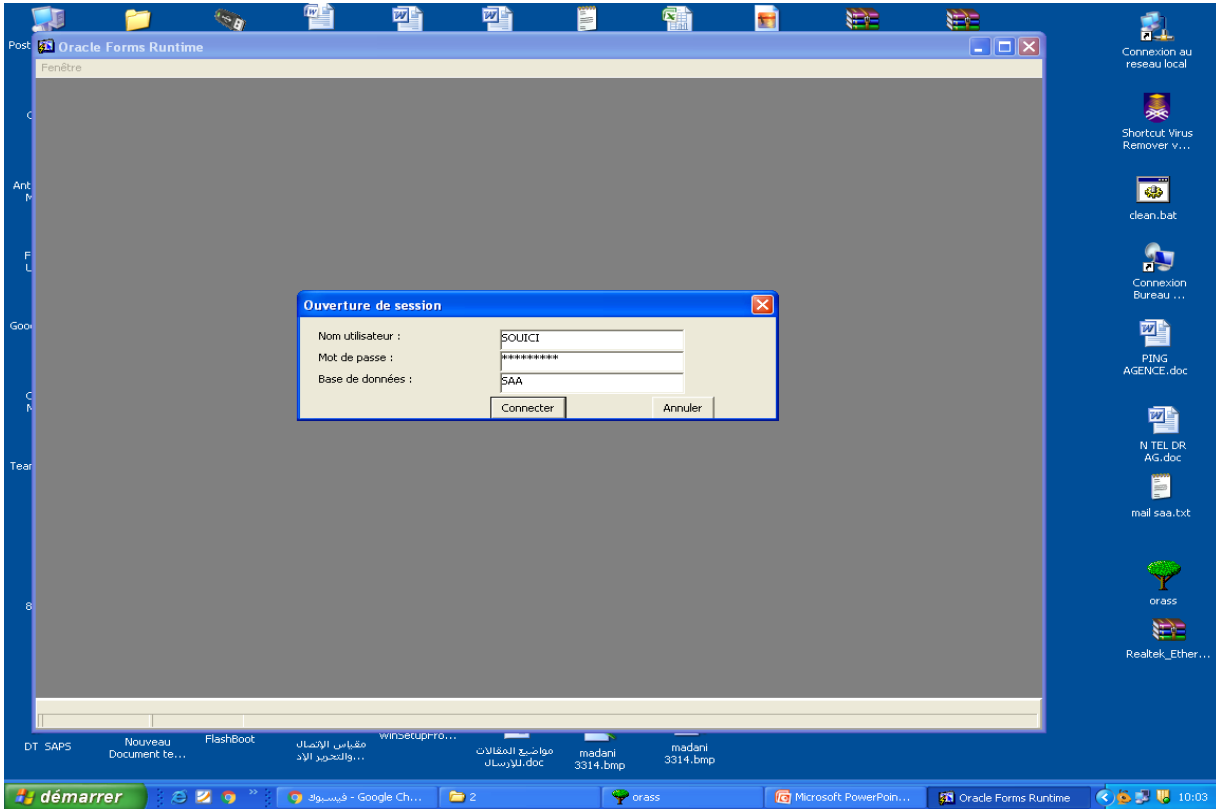 Post
Oracle Forms Runtime
Fenêtre
Connexion au
reseau local
Shortcut Virus
Remover v...
Ant
clean.bat
Connexion
Bureau ...
Goo
PING
AGENCE.doc
N TEL DR
AG.doc
Tear
mail saa.txt
orass
Realtek_Ether...
Ouverture de session
Nom utilisateur :
SOUICI
Mot de passe :
*********
Base de données :
SAA
Connecter
Annuler
DT SAPS
Nouveau
Document te...
FlashBoot
مقياس الإتصال
والتحرير الإد...
WinSetupFro...
مواضيع المقالات
للإرسال.doc
madani
3314.bmp
madani
3314.bmp
démarrer
فيسبوك - Google Ch...
2
orass
Microsoft PowerPoin...
Oracle Forms Runtime
10:03